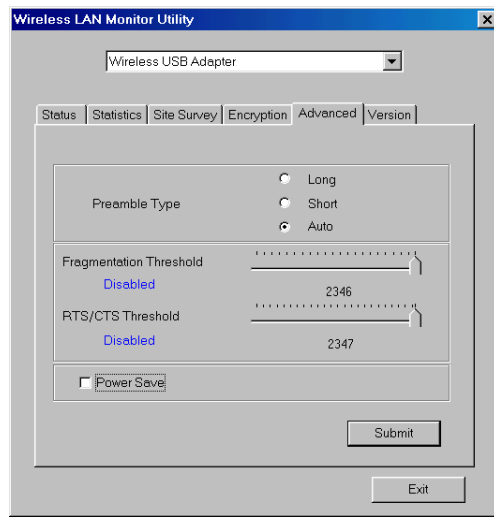 Wireless LAN Monitor Utility
Wireless USB Adapter
Status Statistics Site Survey Encryption Advanced Version
Long
Preamble Type Short
Auto
Fragmentation Threshold
Disabled 2346
RTS/CTS Threshold
Disabled 2347
Power Save
Submit
Exit